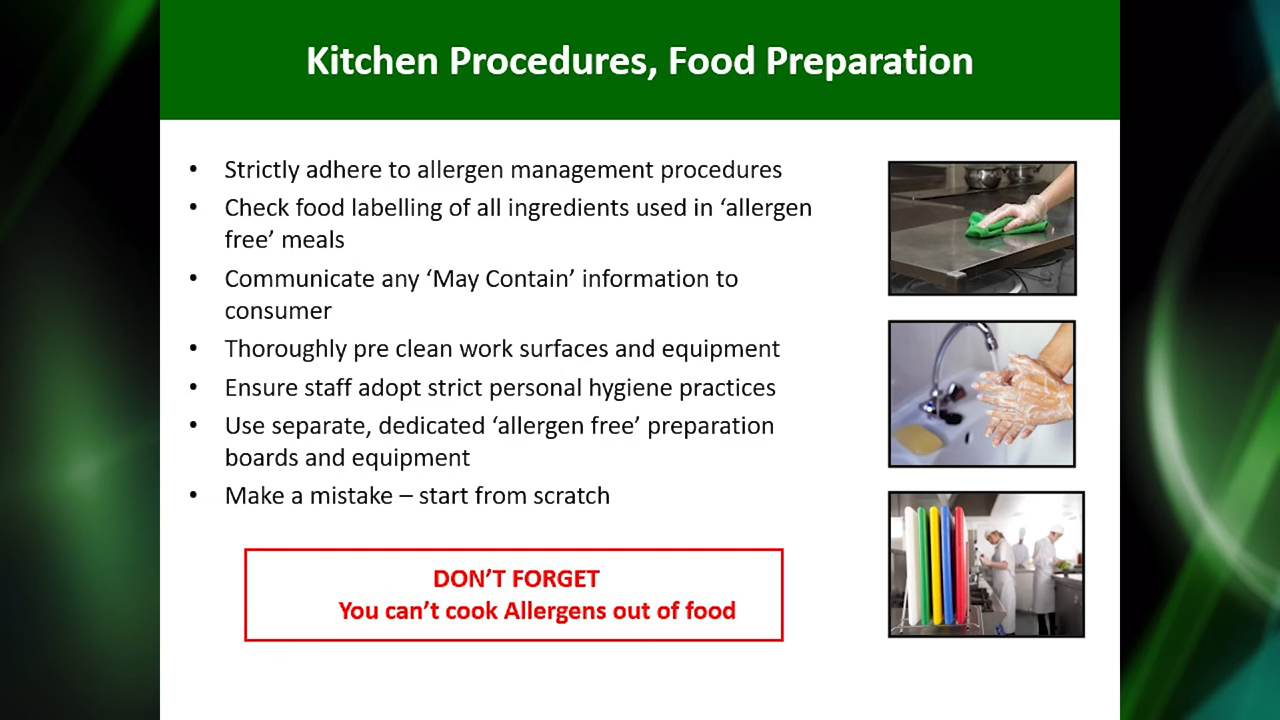 Kitchen Procedures, Food Preparation
• Strictly adhere to allergen management procedures
• Check food labelling of all ingredients used in ‘allergen
free’ meals
• Communicate any ‘May Contain’ information to
consumer
• Thoroughly pre clean work surfaces and equipment
• Ensure staff adopt strict personal hygiene practices
• Use separate, dedicated ‘allergen free’ preparation
boards and equipment
• Make a mistake – start from scratch
DON’T FORGET
You can’t cook Allergens out of food